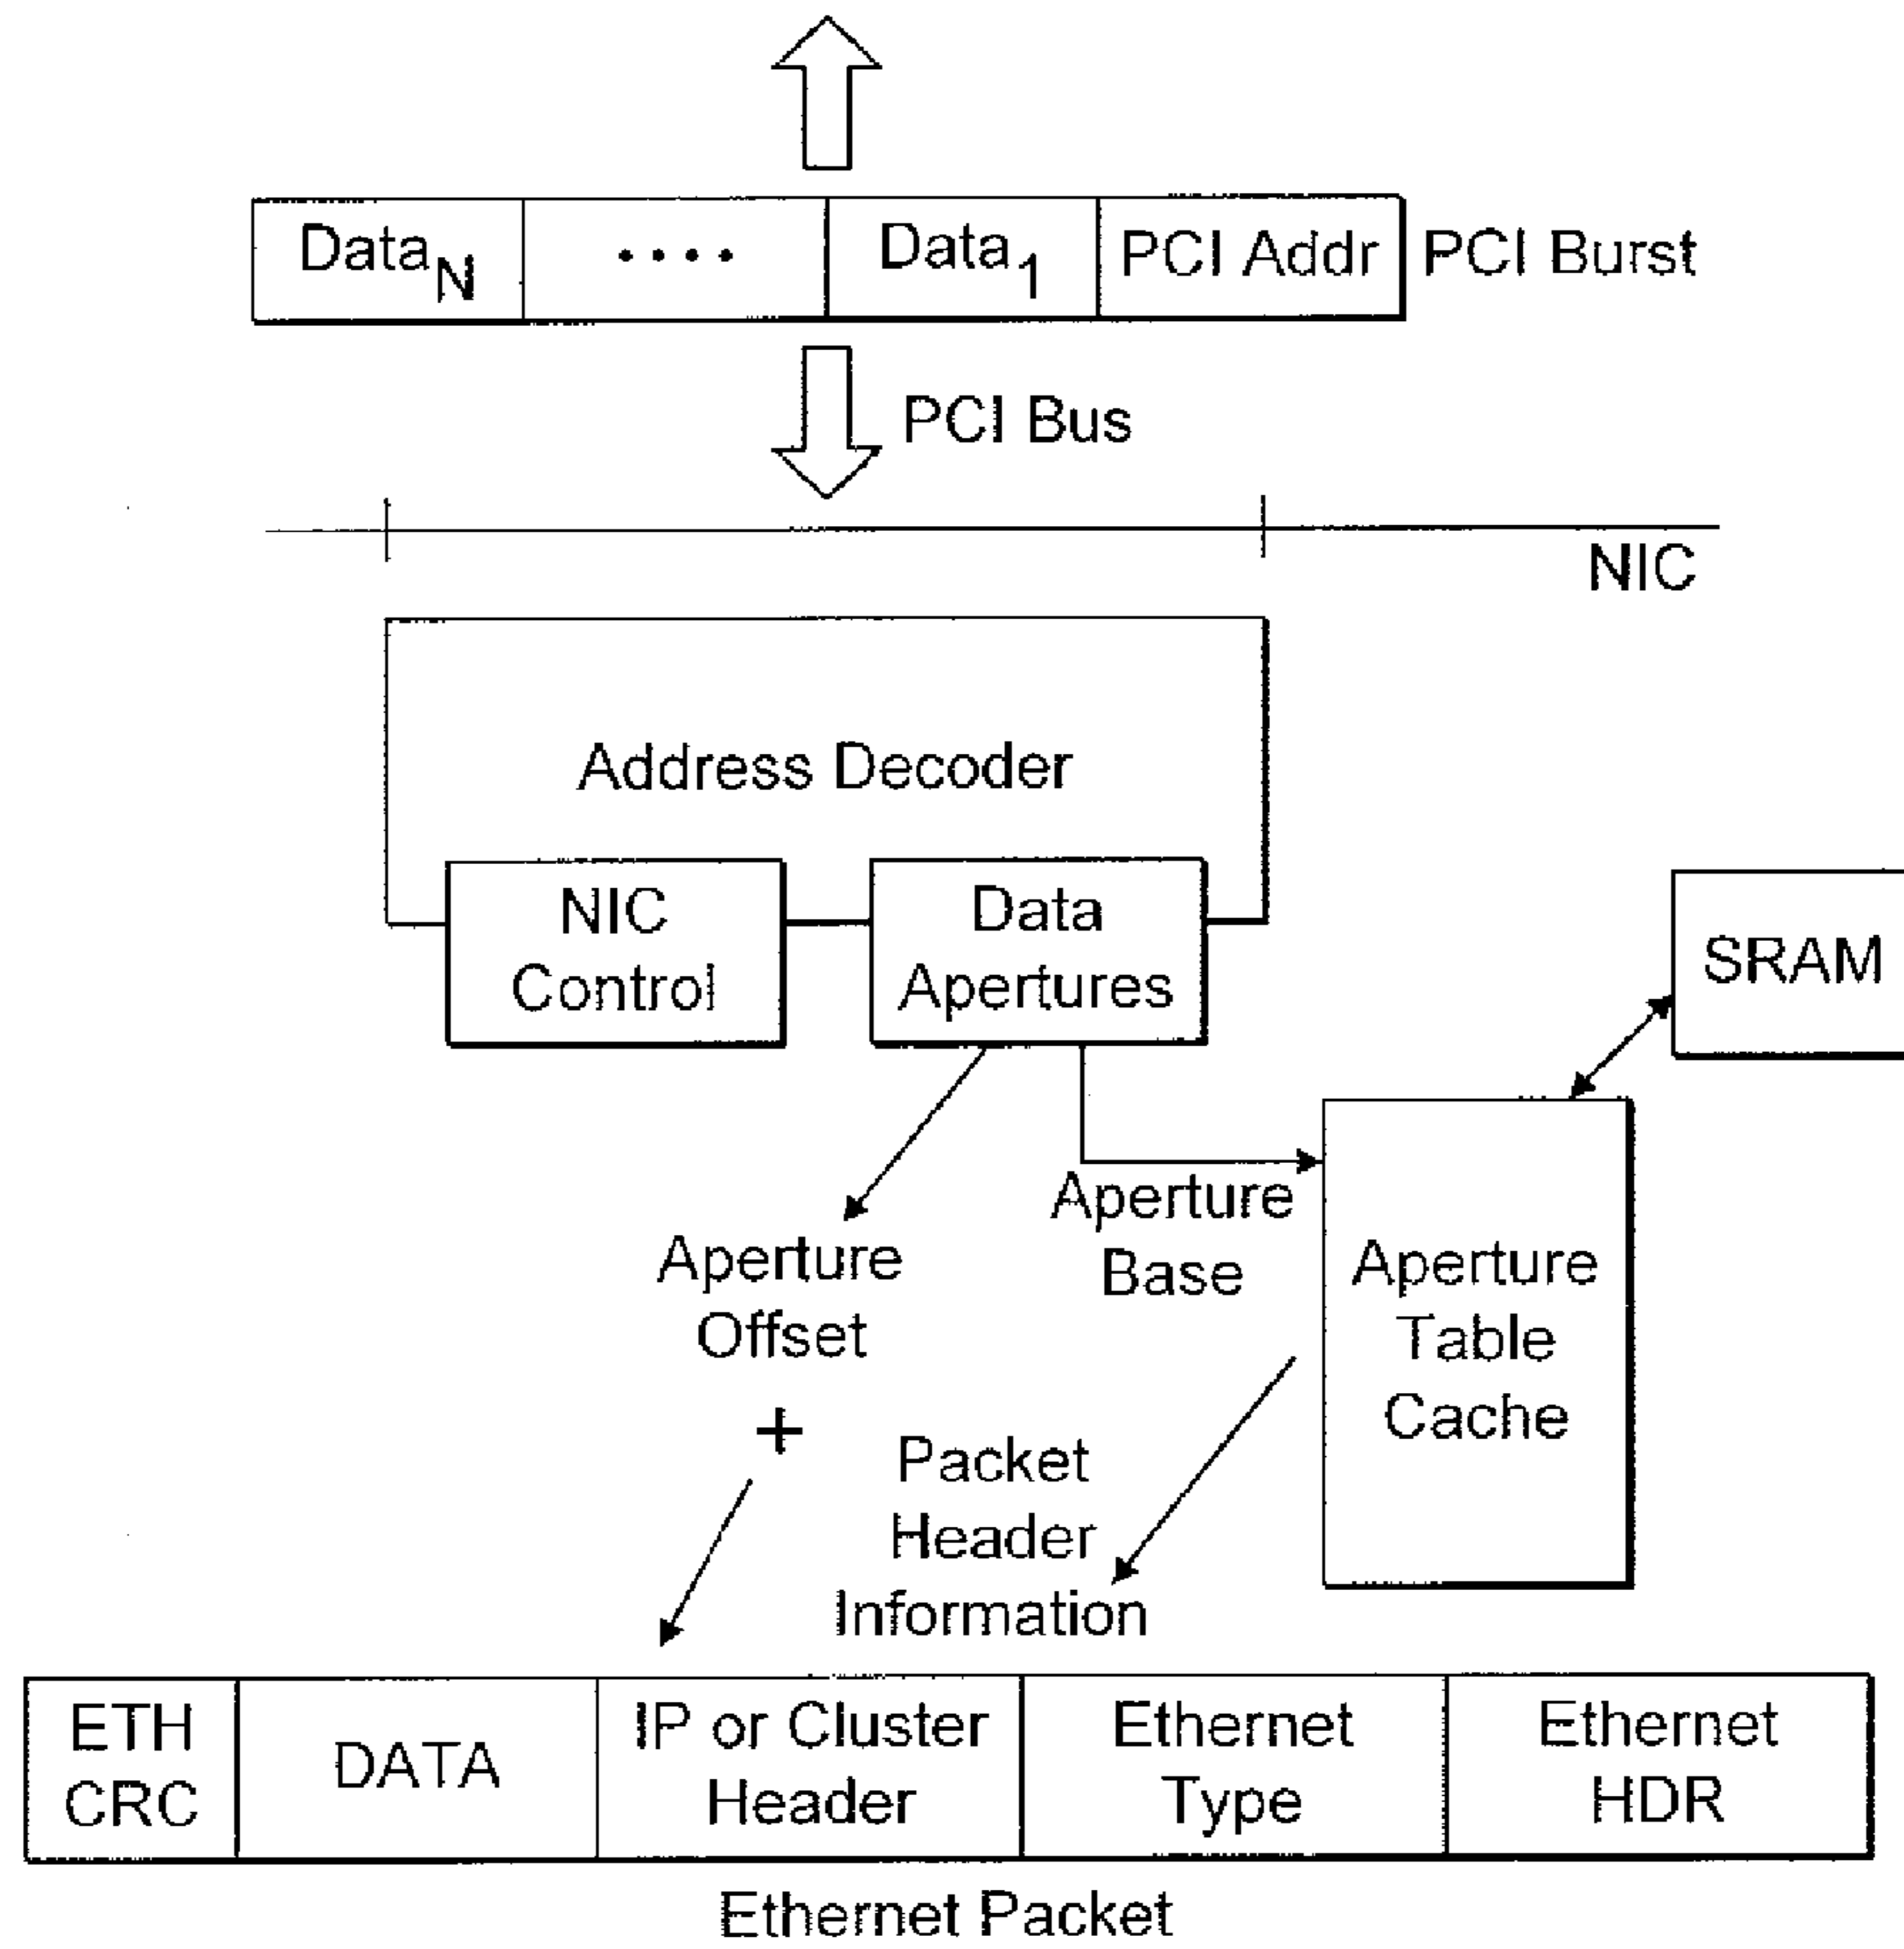 Data_N
....
Data_1
PCI Addr
PCI Burst
PCI Bus
NIC
Address Decoder
NIC
Control
Data
Apertures
SRAM
Aperture
Base
Aperture
Offset
+
Aperture
Table
Cache
Packet
Header
Information
ETH
CRC
DATA
IP or Cluster
Header
Ethernet
Type
Ethernet
HDR
Ethernet Packet